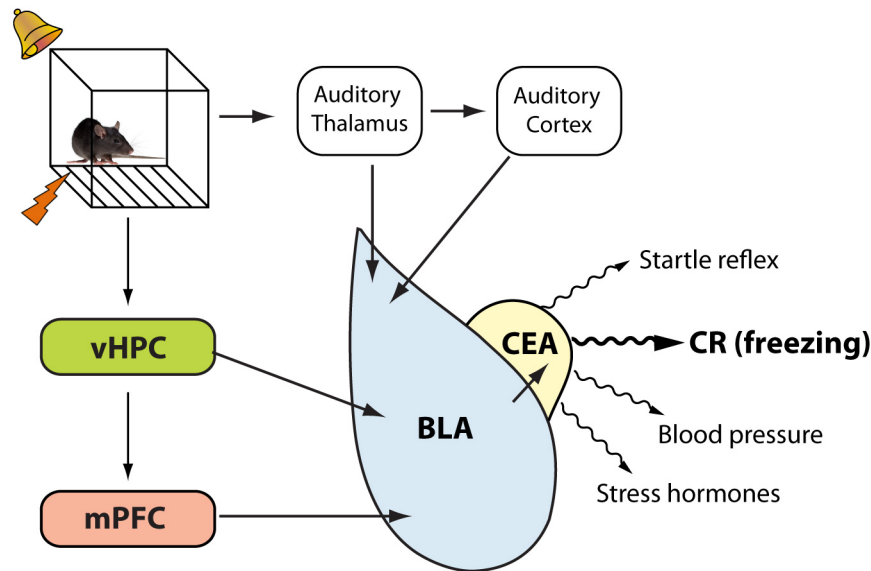 Auditory
Thalamus
Auditory
Cortex
Startle reflex
vHPC
CEA
CR (freezing)
BLA
Blood pressure
Stress hormones
mPFC